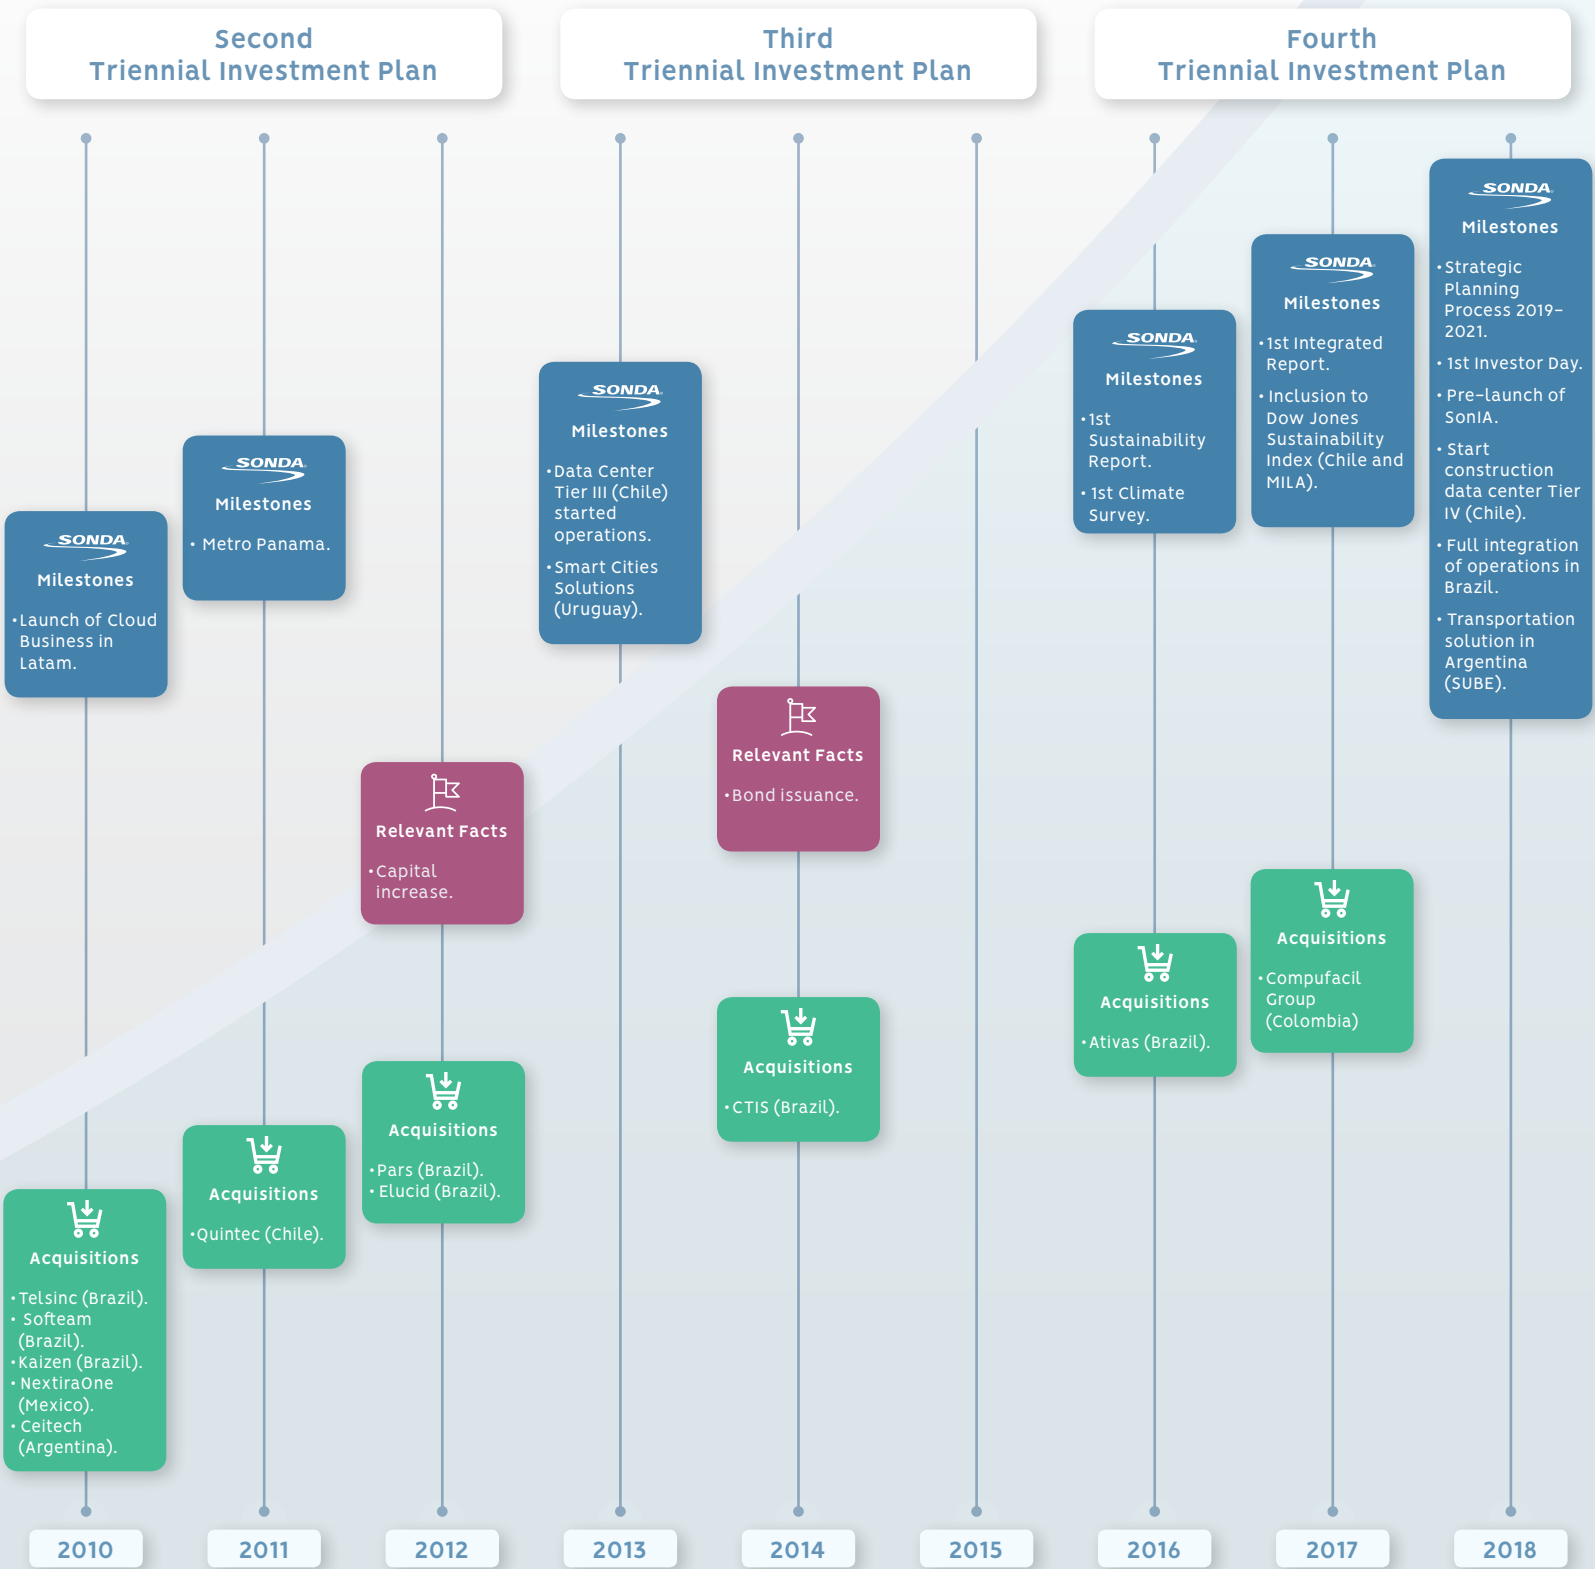 Second
Triennial Investment Plan
Third
Triennial Investment Plan
Fourth
Triennial Investment Plan
SONDA
Milestones
•Launch of Cloud
Business in
Latam.
Acquisitions
•Telsinc (Brazil).
• Softeam
(Brazil).
•Kaizen (Brazil).
• NextiraOne
(Mexico).
• Ceitech
(Argentina).
2010
SONDA
Milestones
• Metro Panama.
Acquisitions
•Quintec (Chile).
2011
Relevant Facts
•Capital
increase.
Acquisitions
•Pars (Brazil).
• Elucid (Brazil).
2012
SONDA
Milestones
•Data Center
Tier III (Chile)
started
operations.
•Smart Cities
Solutions
(Uruguay).
2013
Relevant Facts
•Bond issuance.
Acquisitions
•CTIS (Brazil).
2014
2015
SONDA
Milestones
•1st
Sustainability
Report.
• 1st Climate
Survey.
Acquisitions
•Ativas (Brazil).
2016
SONDA
Milestones
•1st Integrated
Report.
• Inclusion to
Dow Jones
Sustainability
Index (Chile and
MILA).
Acquisitions
•Compufacil
Group
(Colombia)
2017
SONDA
Milestones
•Strategic
Planning
Process 2019-
2021.
• 1st Investor Day.
• Pre-launch of
SonIA.
• Start
construction
data center Tier
IV (Chile).
• Full integration
of operations in
Brazil.
• Transportation
solution in
Argentina
(SUBE).
2018